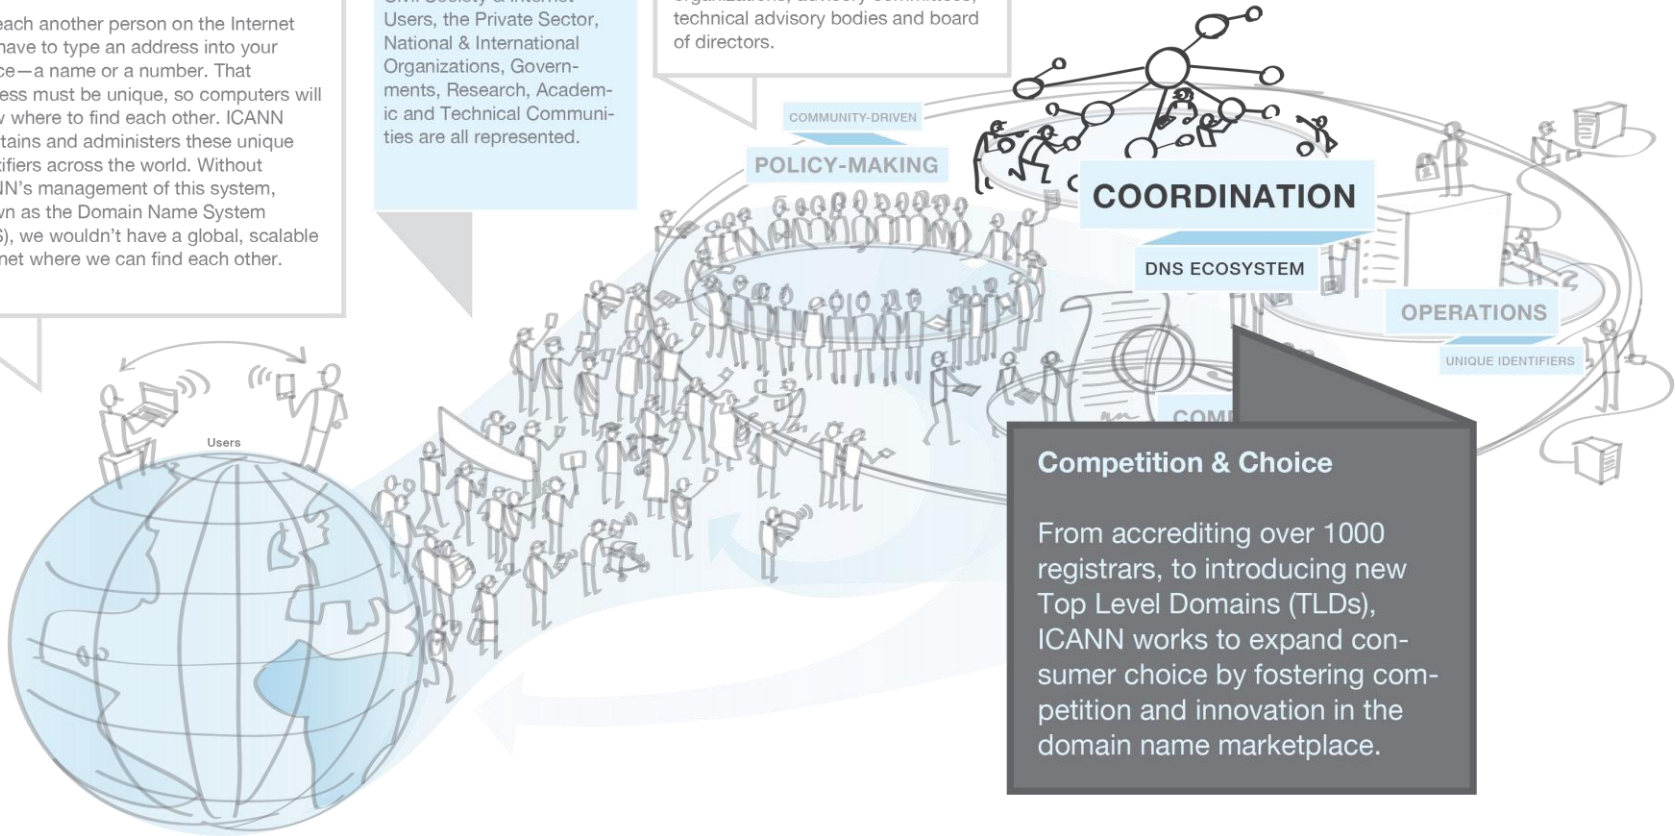 each another person on the Internet
have to type an address into your
ce—a name or a number. That
ess must be unique, so computers will
w where to find each other. ICANN
tains and administers these unique
tifiers across the world. Without
NN's management of this system,
wn as the Domain Name System
S), we wouldn't have a global, scalable
net where we can find each other.
Users, the Private Sector,
National & International
Organizations, Govern-
ments, Research, Academ-
ic and Technical Communi-
ties are all represented.
technical advisory bodies and board
of directors.
COMMUNITY-DRIVEN
POLICY-MAKING
COORDINATION
DNS ECOSYSTEM
OPERATIONS
UNIQUE IDENTIFIERS
Users
COMP
Competition & Choice
From accrediting over 1000
registrars, to introducing new
Top Level Domains (TLDs),
ICANN works to expand con-
sumer choice by fostering com-
petition and innovation in the
domain name marketplace.